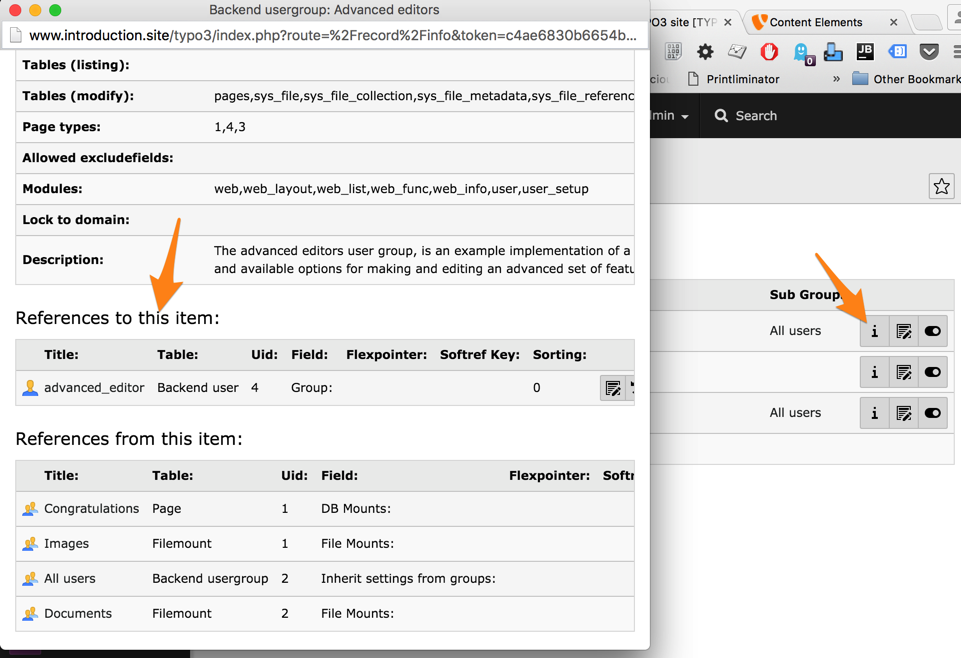 Backend usergroup: Advanced editors
www.introduction.site/typo3/index.php?route=%2Frecord%2Finfo&token=c4ae6830b6654b...
Tables (listing):
Tables (modify): pages,sys_file,sys_file_collection,sys_file_metadata,sys_file_referenc
Page types: 1,4,3
Allowed excludefields:
Modules: web,web_layout,web_list,web_func,web_info,user,user_setup
Lock to domain:
Description: The advanced editors user group, is an example implementation of a
and available options for making and editing an advanced set of featu
References to this item:
Title: Table: Uid: Field: Flexpointer: Softref Key: Sorting:
advanced_editor Backend user 4 Group: 0
References from this item:
Title: Table: Uid: Field: Flexpointer: Softr
Congratulations Page 1 DB Mounts:
Images Filemount 1 File Mounts:
All users Backend usergroup 2 Inherit settings from groups:
Documents Filemount 2 File Mounts:
PO3 site [TYP Content Elements
0 JB
Printliminator » Other Bookmark
dmin Search
Sub Group
All users i
i
All users i